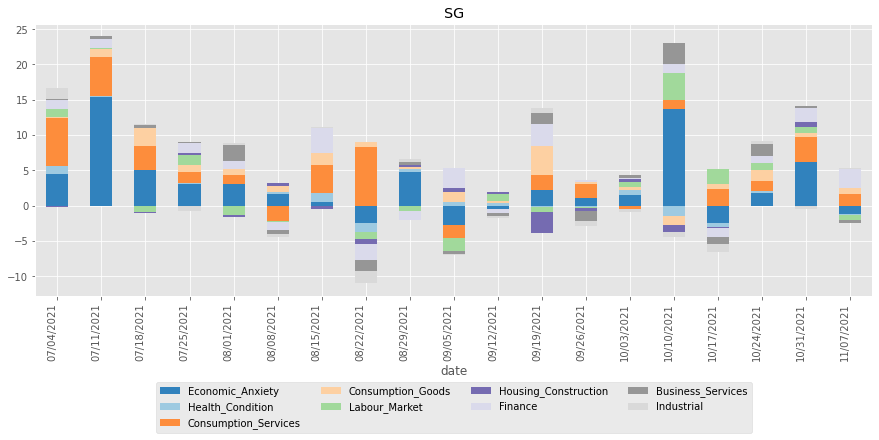 SG
25
20
15
10
5
0
−5
−10
07/04/2021
07/11/2021
07/18/2021
07/25/2021
08/01/2021
08/08/2021
08/15/2021
08/22/2021
08/29/2021
09/05/2021
09/12/2021
09/19/2021
09/26/2021
10/03/2021
10/10/2021
10/17/2021
10/24/2021
10/31/2021
11/07/2021
date
Economic_Anxiety
Health_Condition
Consumption_Services
Consumption_Goods
Labour_Market
Housing_Construction
Finance
Business_Services
Industrial